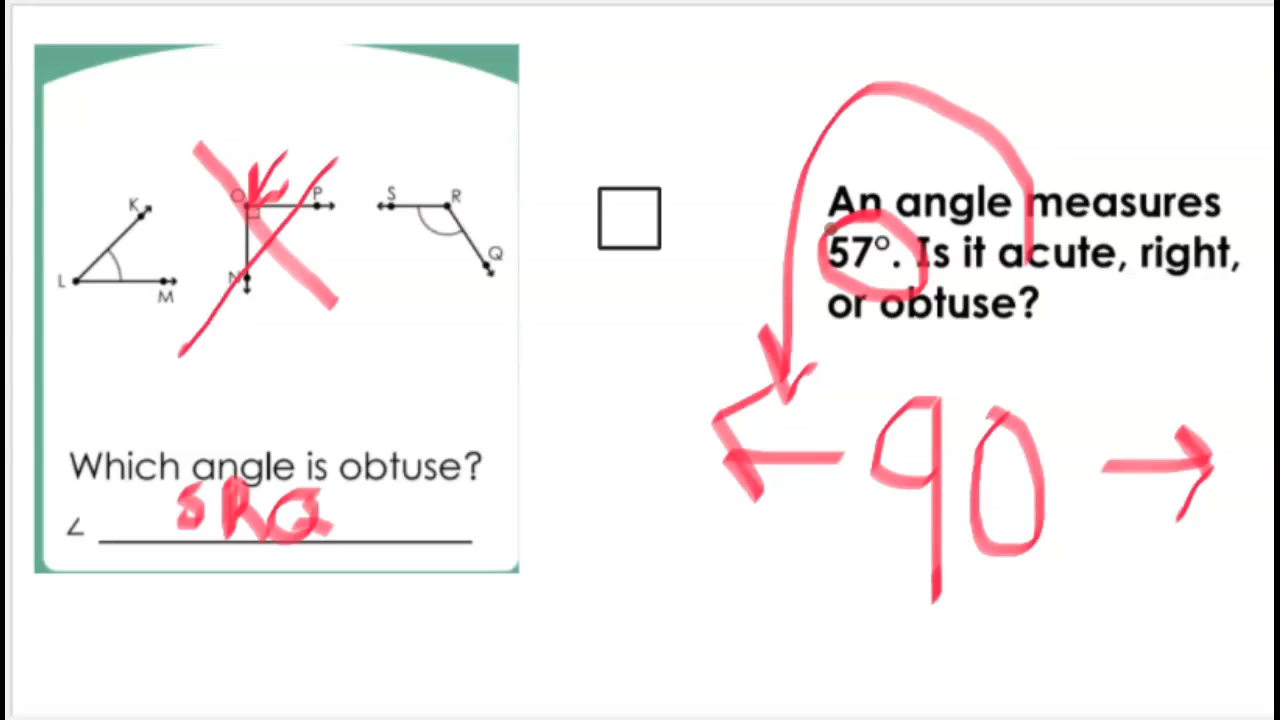 K
L
M
O
P
N
S
R
Q
Which angle is obtuse?
SRQ
∠
An angle measures
57°. Is it acute, right,
or obtuse?
90